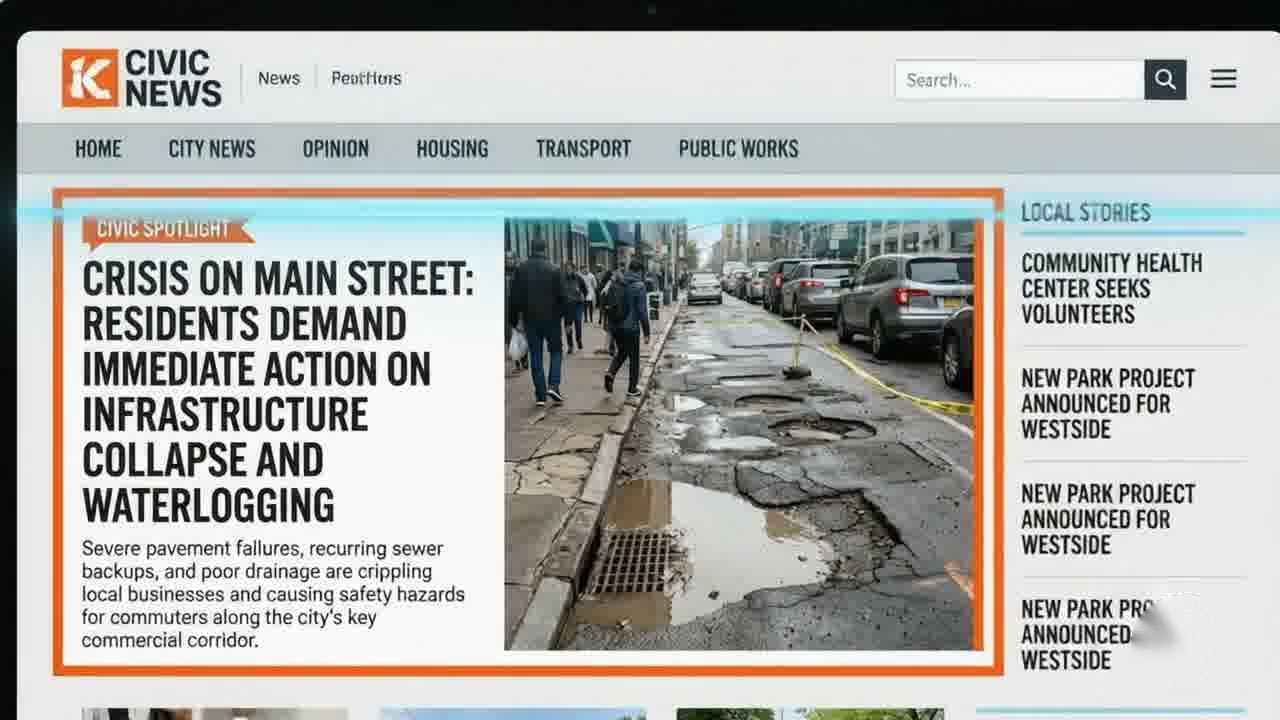 CIVIC
NEWS
News
Search...
HOME
CITY NEWS
OPINION
HOUSING
TRANSPORT
PUBLIC WORKS
CIVIC SPOTLIGHT
CRISIS ON MAIN STREET:
RESIDENTS DEMAND
IMMEDIATE ACTION ON
INFRASTRUCTURE
COLLAPSE AND
WATERLOGGING
Severe pavement failures, recurring sewer
backups, and poor drainage are crippling
local businesses and causing safety hazards
for commuters along the city's key
commercial corridor.
LOCAL STORIES
COMMUNITY HEALTH
CENTER SEEKS
VOLUNTEERS
NEW PARK PROJECT
ANNOUNCED FOR
WESTSIDE
NEW PARK PROJECT
ANNOUNCED FOR
WESTSIDE
NEW PARK
ANNOUNCED
WESTSIDE